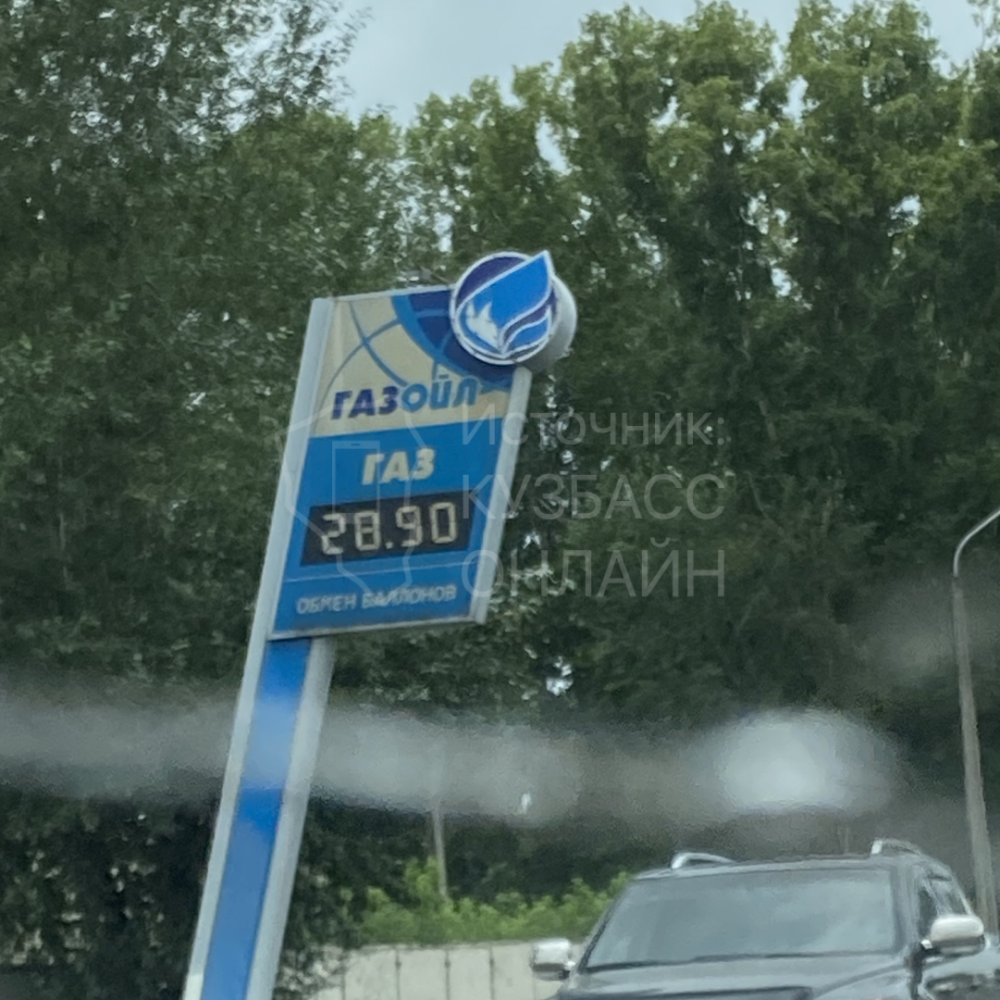 ГАЗОЙЛ
ГАЗ
28.90
ОБМЕН БАЛЛОНОВ
Источник:
КУЗБАСС
ОНЛАЙН